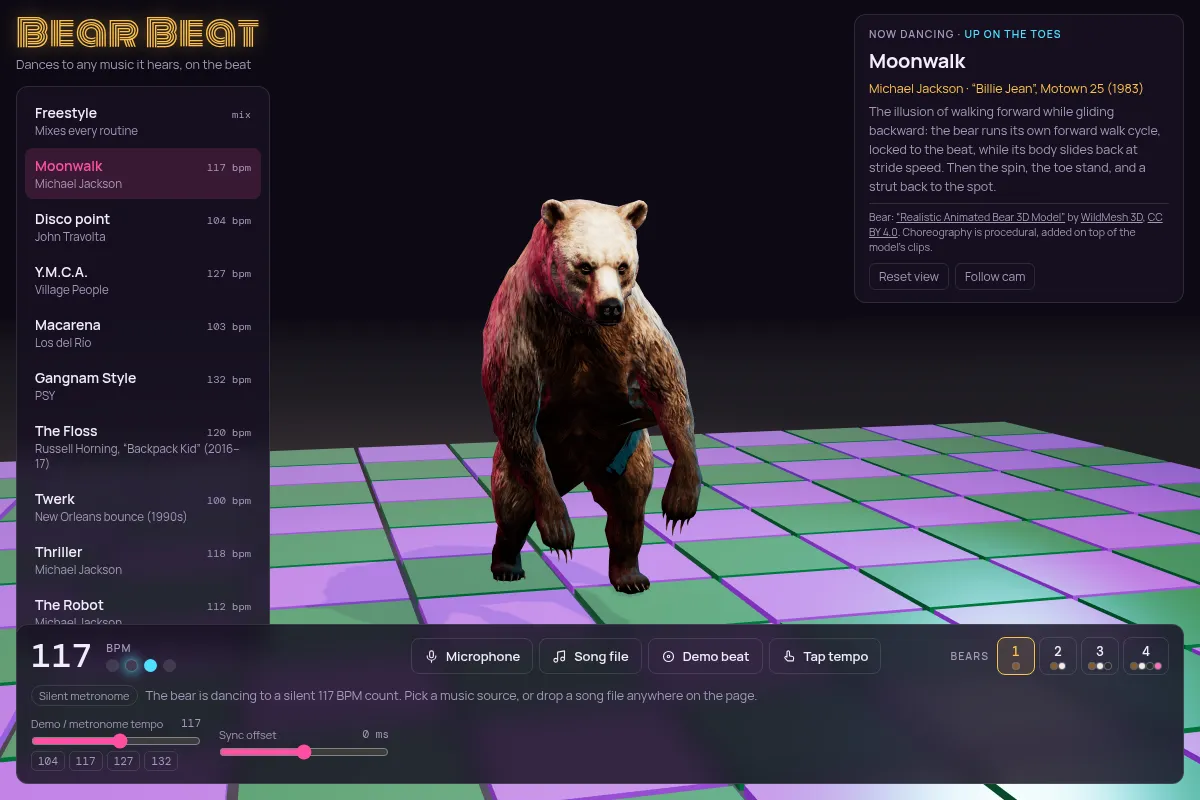 BEAR BEAT
Dances to any music it hears, on the beat
Freestyle mix
Mixes every routine
Moonwalk 117 bpm
Michael Jackson
Disco point 104 bpm
John Travolta
Y.M.C.A. 127 bpm
Village People
Macarena 103 bpm
Los del Río
Gangnam Style 132 bpm
PSY
The Floss 120 bpm
Russell Horning, “Backpack Kid” (2016–
17)
Twerk 100 bpm
New Orleans bounce (1990s)
Thriller 118 bpm
Michael Jackson
The Robot 112 bpm
Michael Jackson
NOW DANCING · UP ON THE TOES
Moonwalk
Michael Jackson · “Billie Jean”, Motown 25 (1983)
The illusion of walking forward while gliding
backward: the bear runs its own forward walk cycle,
locked to the beat, while its body slides back at
stride speed. Then the spin, the toe stand, and a
strut back to the spot.
Bear: “Realistic Animated Bear 3D Model” by WildMesh 3D, CC
BY 4.0. Choreography is procedural, added on top of the
model’s clips.
Reset view Follow cam
117 BPM
Microphone Song file Demo beat Tap tempo
BEARS 1 2 3 4
Silent metronome The bear is dancing to a silent 117 BPM count. Pick a music source, or drop a song file anywhere on the page.
Demo / metronome tempo 117
Sync offset 0 ms
104 117 127 132